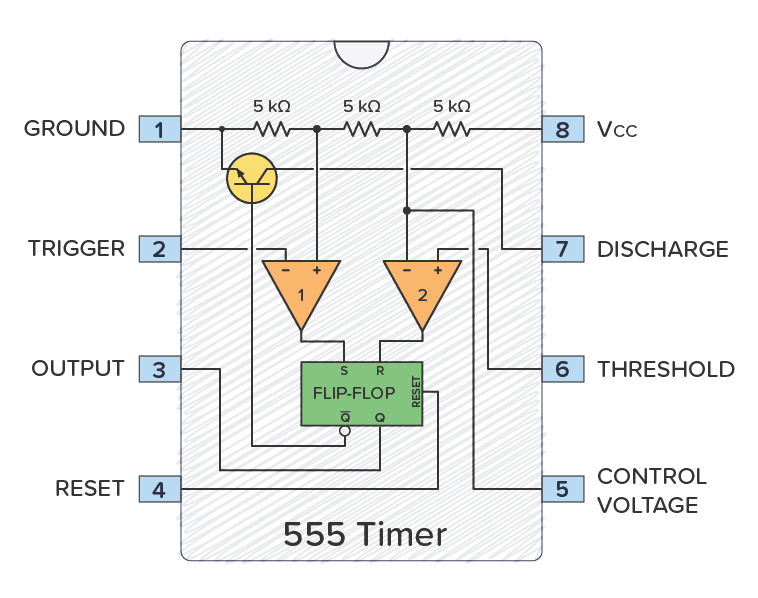 5 kΩ 5 kΩ 5 kΩ
GROUND 1 8 Vcc
TRIGGER 2 7 DISCHARGE
− + − +
1 2
OUTPUT 3 6 THRESHOLD
S R
FLIP-FLOP RESET
Q̅ Q
RESET 4 5 CONTROL
VOLTAGE
555 Timer